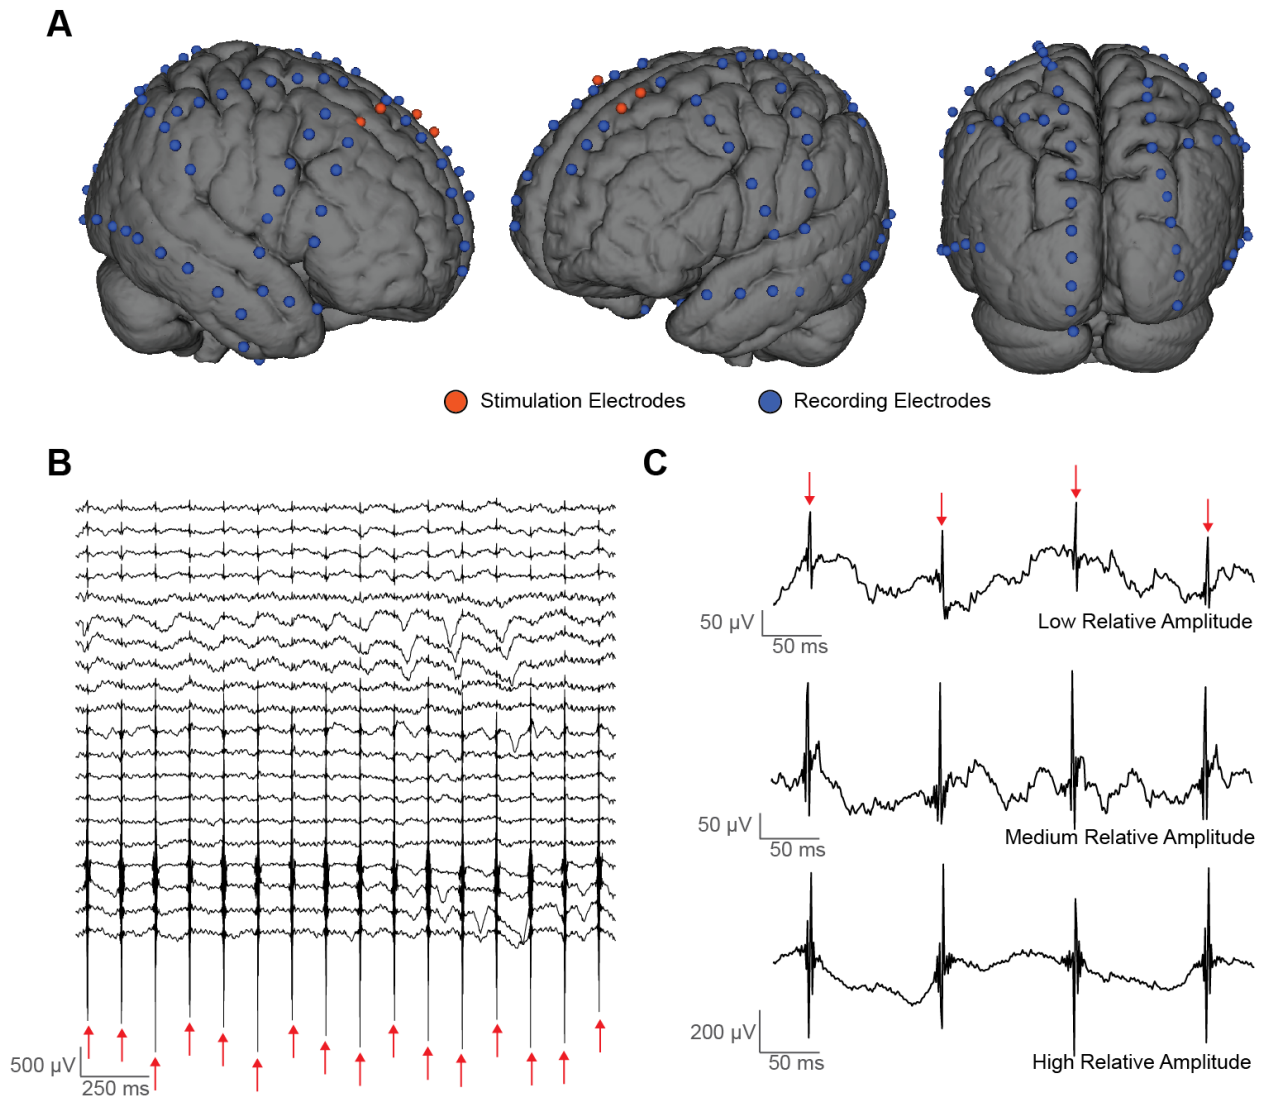 A
Stimulation Electrodes
Recording Electrodes
B
C
50 µV
50 ms
Low Relative Amplitude
50 µV
50 ms
Medium Relative Amplitude
200 µV
50 ms
High Relative Amplitude
500 µV
250 ms